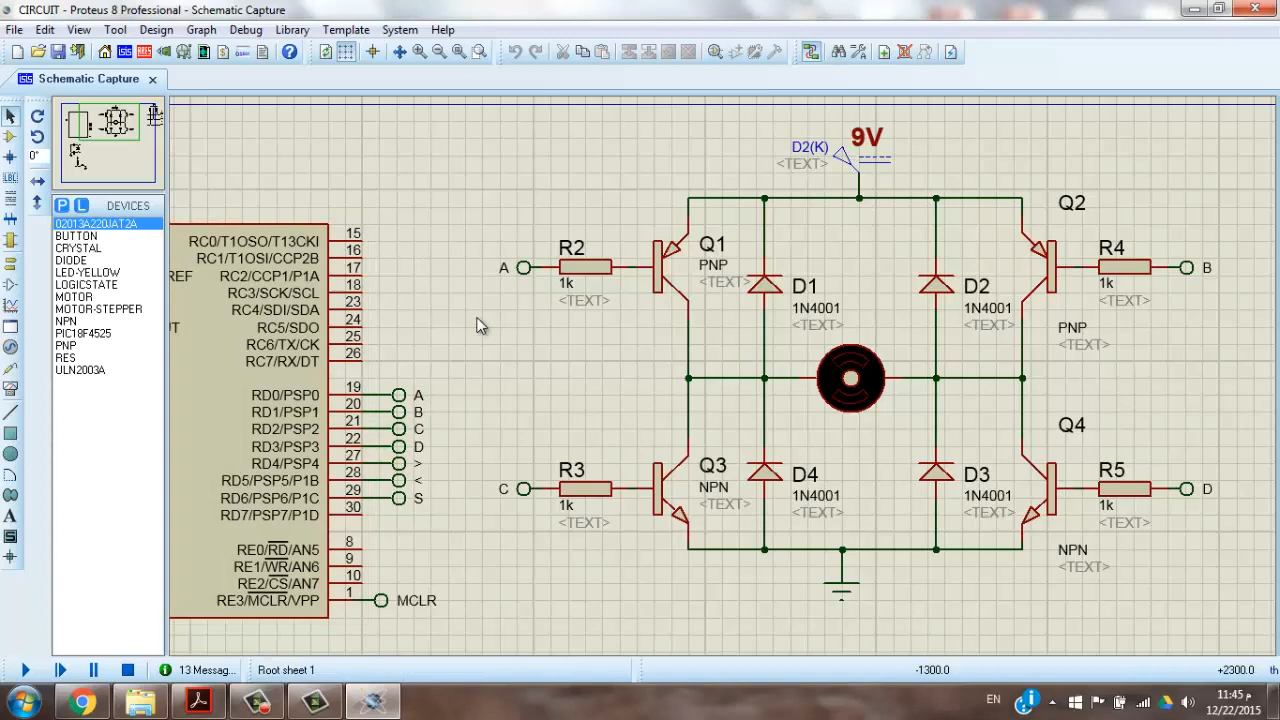 CIRCUIT - Proteus 8 Professional - Schematic Capture
File Edit View Tool Design Graph Debug Library Template System Help
Schematic Capture
0°
P L DEVICES
02013A220JAT2A
BUTTON
CRYSTAL
DIODE
LED-YELLOW
LOGICSTATE
MOTOR
MOTOR-STEPPER
NPN
PIC18F4525
PNP
RES
ULN2003A
RC0/T1OSO/T13CKI 15
RC1/T1OSI/CCP2B 16
REF RC2/CCP1/P1A 17
RC3/SCK/SCL 18
RC4/SDI/SDA 23
UT RC5/SDO 24
RC6/TX/CK 25
RC7/RX/DT 26
RD0/PSP0 19 A
RD1/PSP1 20 B
RD2/PSP2 21 C
RD3/PSP3 22 D
RD4/PSP4 27 >
RD5/PSP5/P1B 28 <
RD6/PSP6/P1C 29 S
RD7/PSP7/P1D 30
RE0/RD/AN5 8
RE1/WR/AN6 9
RE2/CS/AN7 10
RE3/MCLR/VPP 1 MCLR
9V
D2(K)
<TEXT>
A
R2
1k
<TEXT>
Q1
PNP
<TEXT>
D1
1N4001
<TEXT>
D2
1N4001
<TEXT>
Q2
PNP
<TEXT>
R4
1k
<TEXT>
B
C
R3
1k
<TEXT>
Q3
NPN
<TEXT>
D4
1N4001
<TEXT>
D3
1N4001
<TEXT>
Q4
NPN
<TEXT>
R5
1k
<TEXT>
D
13 Messag... Root sheet 1 -1300.0 +2300.0 th
EN
11:45 م
12/22/2015